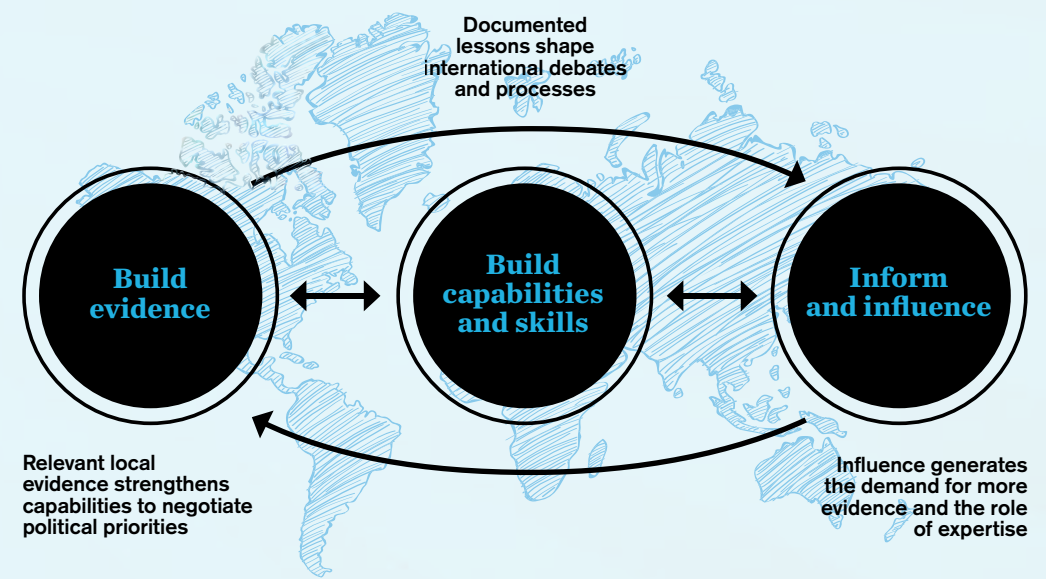 Documented
lessons shape
international debates
and processes
Build
evidence
Build
capabilities
and skills
Inform
and influence
Relevant local
evidence strengthens
capabilities to negotiate
political priorities
Influence generates
the demand for more
evidence and the role
of expertise